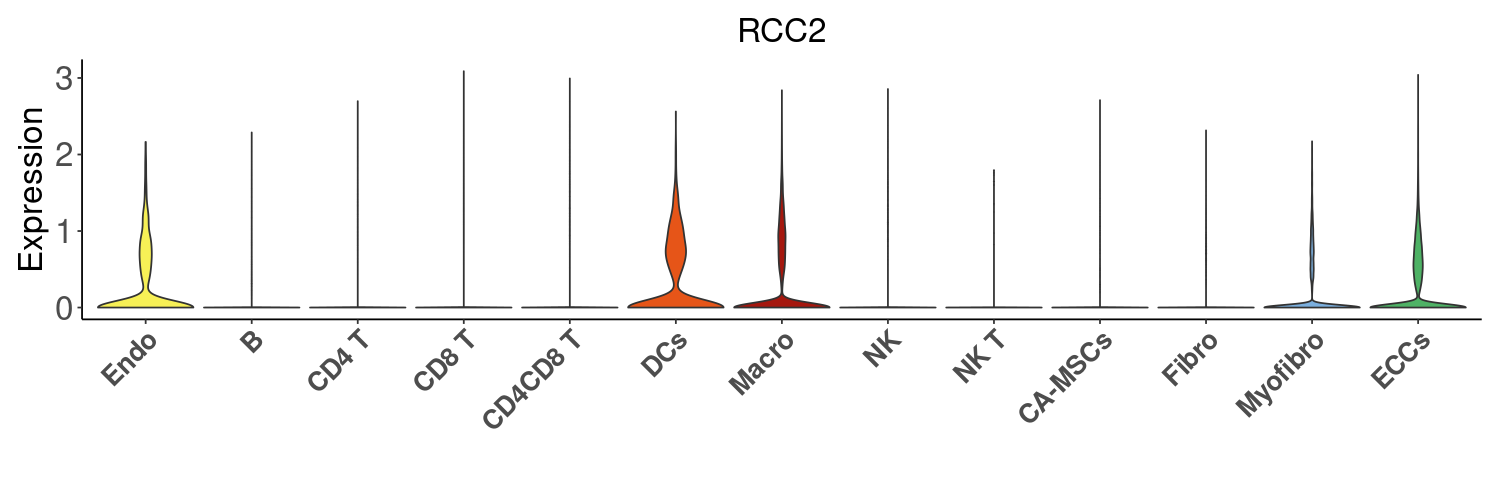 RCC2
Expression
3
2
1
0
Endo
B
CD4 T
CD8 T
CD4CD8 T
DCs
Macro
NK
NK T
CA-MSCs
Fibro
Myofibro
ECCs